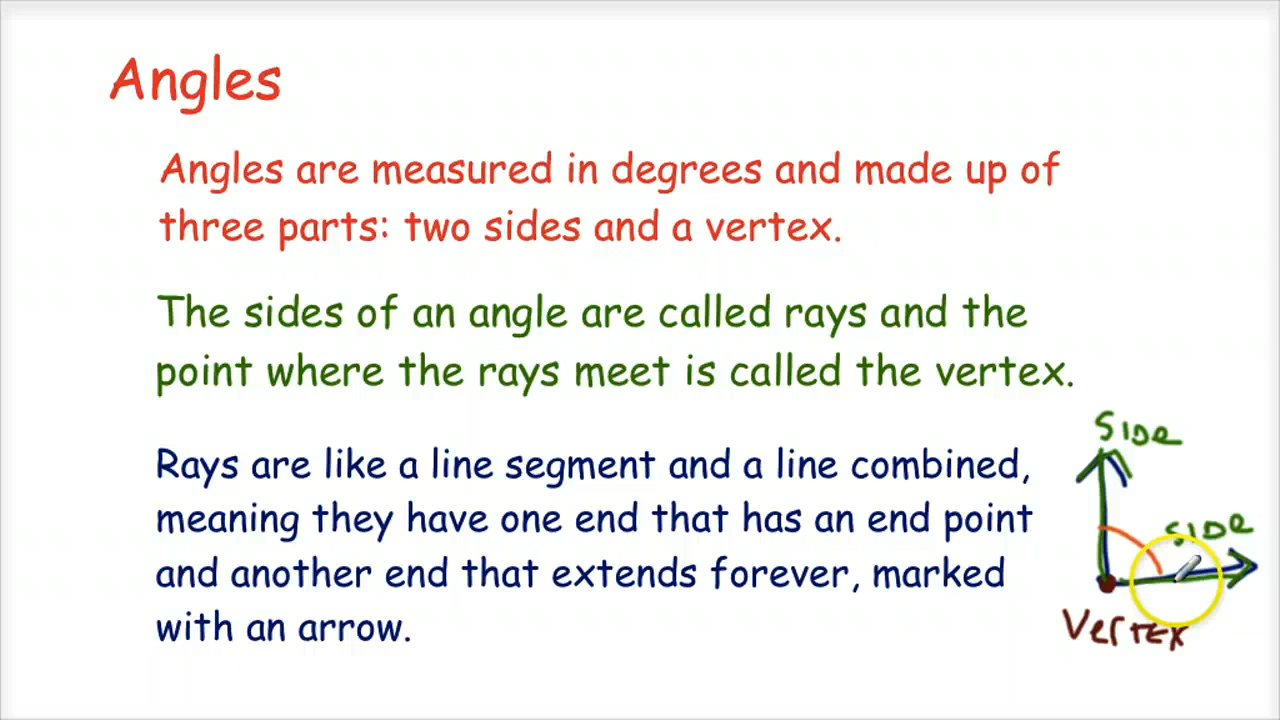 Angles
Angles are measured in degrees and made up of
three parts: two sides and a vertex.
The sides of an angle are called rays and the
point where the rays meet is called the vertex.
Rays are like a line segment and a line combined,
meaning they have one end that has an end point
and another end that extends forever, marked
with an arrow.
SIDe
SIDe
VerTex